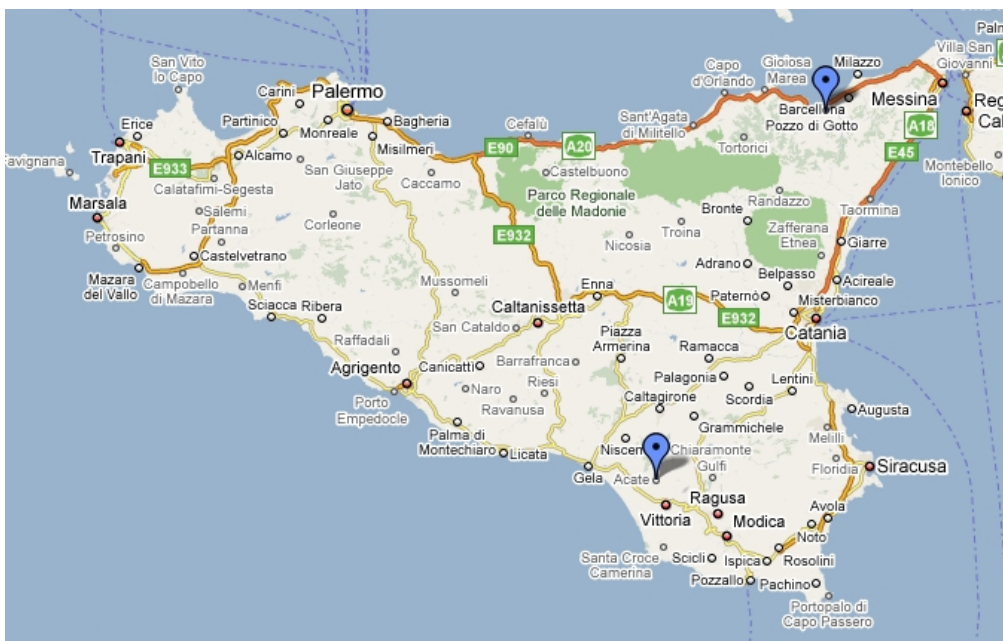 San Vito
lo Capo
Carini
Palermo
Erice
Partinico
Monreale
Bagheria
Misilmeri
Trapani
E933
Alcamo
San Giuseppe
Jato
Calatafimi-Segesta
Favignana
Marsala
Salemi
Corleone
Petrosino
Partanna
Castelvetrano
Mazara
del Vallo
Campobello
di Mazara
Menfi
Sciacca
Ribera
Caccamo
Cefalù
E90
A20
Castelbuono
Parco Regionale
delle Madonie
E932
Mussomeli
Caltanissetta
San Cataldo
Enna
Raffadali
Agrigento
Canicatti
Porto
Empedocle
Naro
Ravanusa
Riesi
Barrafranca
Palma di
Montechiaro
Licata
Sant'Agata
di Militello
Capo
d'Orlando
Gioiosa
Marea
Milazzo
Tortorici
Barcellona
Pozzo di Gotto
Messina
Villa San
Giovanni
Reg
Cal
A18
E45
Montebello
Ionico
Randazzo
Bronte
Taormina
Troina
Nicosia
Zafferana
Etnea
Giarre
Adrano
Belpasso
Acireale
Paternò
Misterbianco
A19
E932
Catania
Piazza
Armerina
Ramacca
Palagonia
Lentini
Scordia
Caltagirone
Grammichele
Augusta
Melilli
Niscem
Chiaramonte
Gulfi
Floridia
Siracusa
Gela
Acate
Ragusa
Vittoria
Modica
Avola
Noto
Santa Croce
Camerina
Scicli
Ispica
Rosolini
Pozzallo
Pachino
Portopalo di
Capo Passero